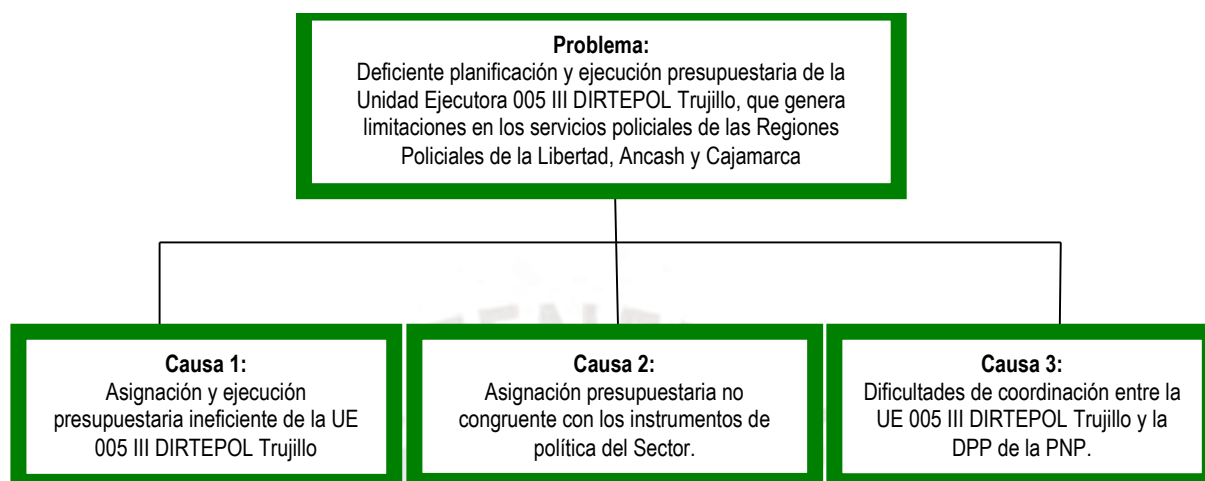 Problema:
Deficiente planificación y ejecución presupuestaria de la
Unidad Ejecutora 005 III DIRTEPOL Trujillo, que genera
limitaciones en los servicios policiales de las Regiones
Policiales de la Libertad, Ancash y Cajamarca
Causa 1:
Asignación y ejecución
presupuestaria ineficiente de la UE
005 III DIRTEPOL Trujillo
Causa 2:
Asignación presupuestaria no
congruente con los instrumentos de
política del Sector.
Causa 3:
Dificultades de coordinación entre la
UE 005 III DIRTEPOL Trujillo y la
DPP de la PNP.